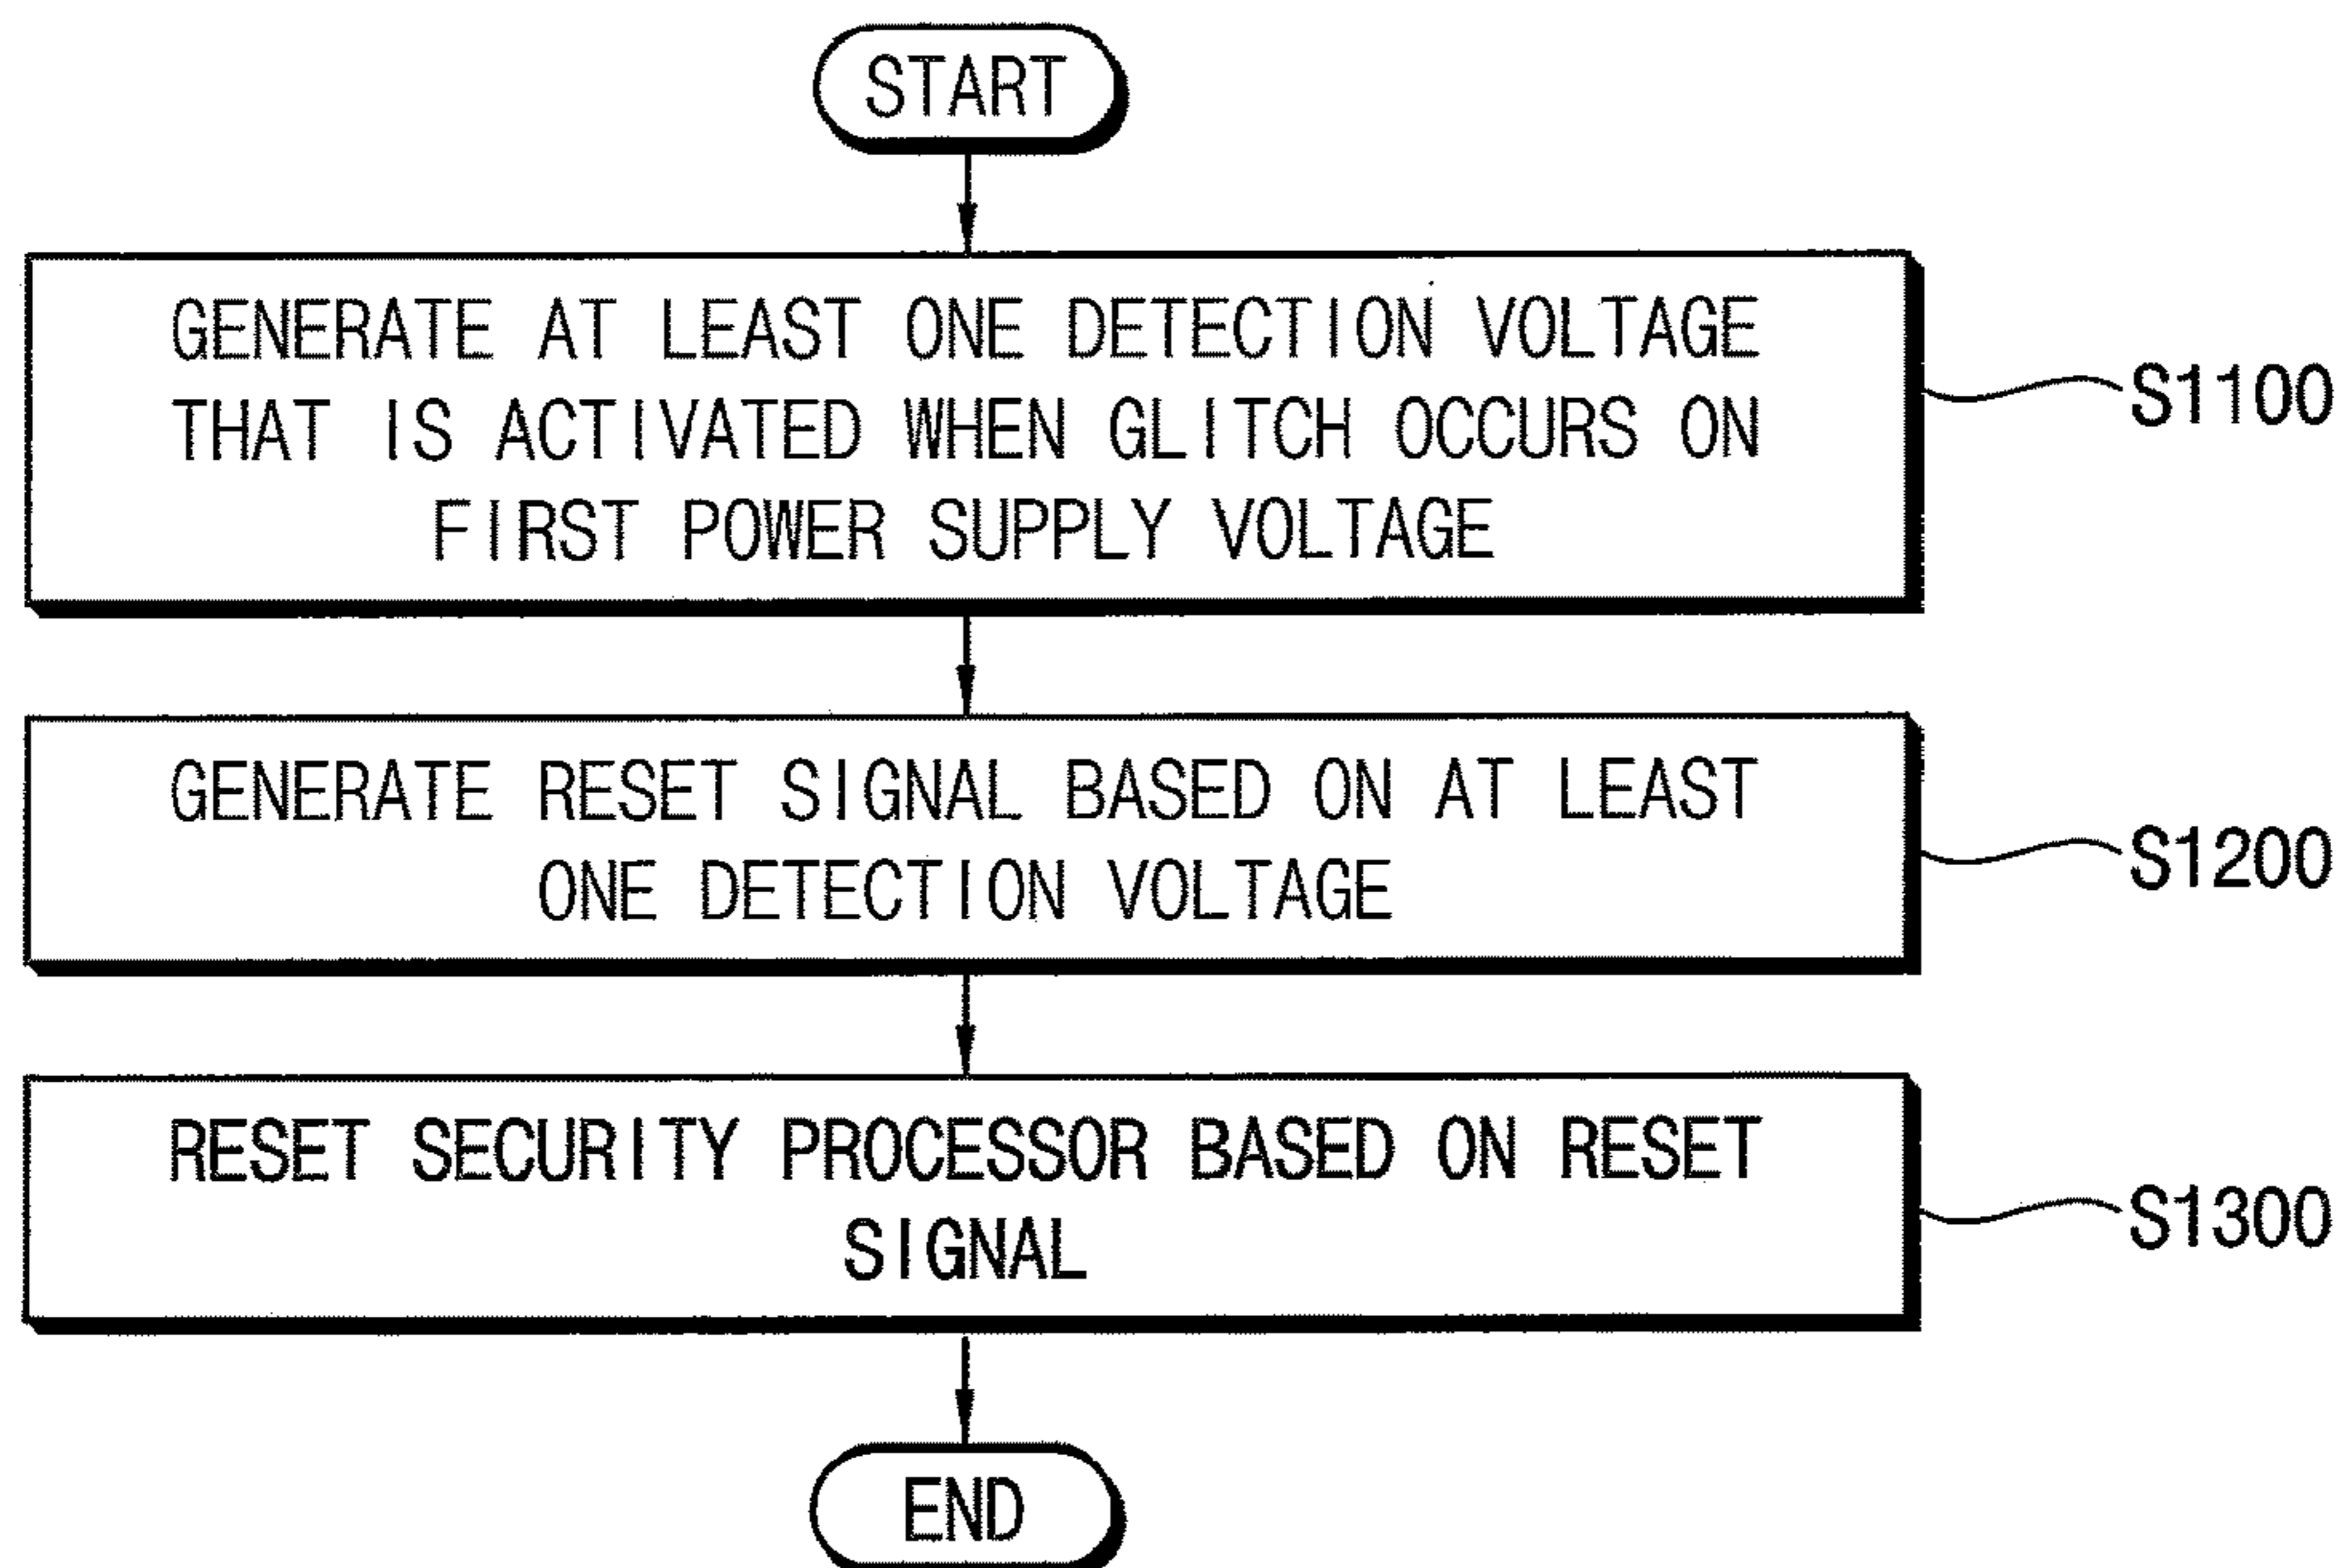 START
GENERATE AT LEAST ONE DETECTION VOLTAGE
THAT IS ACTIVATED WHEN GLITCH OCCURS ON
FIRST POWER SUPPLY VOLTAGE
S1100
GENERATE RESET SIGNAL BASED ON AT LEAST
ONE DETECTION VOLTAGE
S1200
RESET SECURITY PROCESSOR BASED ON RESET
SIGNAL
S1300
END